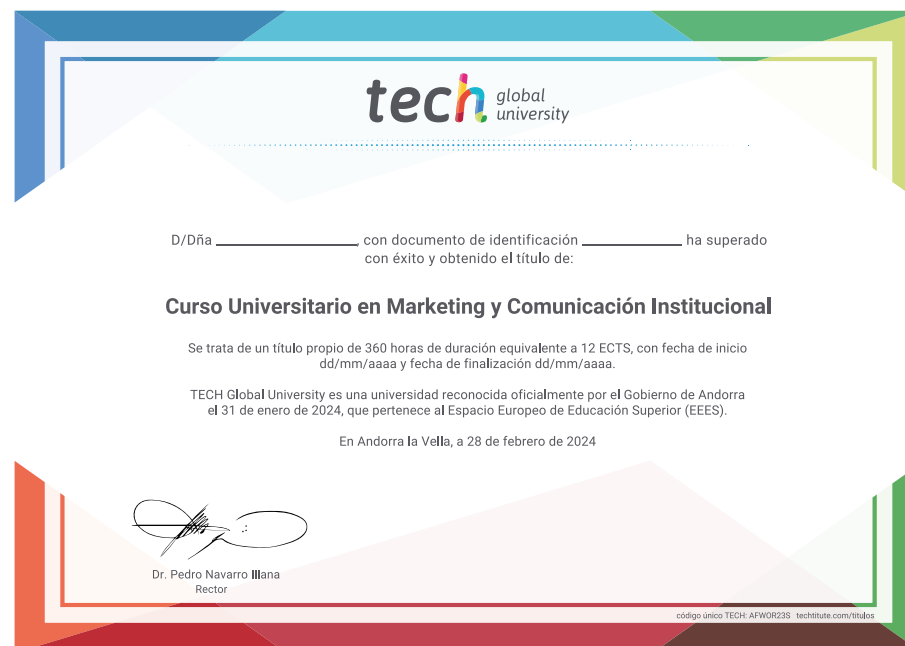 tech global university
D/Dña ________________, con documento de identificación ____________ ha superado
con éxito y obtenido el título de:
Curso Universitario en Marketing y Comunicación Institucional
Se trata de un título propio de 360 horas de duración equivalente a 12 ECTS, con fecha de inicio
dd/mm/aaaa y fecha de finalización dd/mm/aaaa.
TECH Global University es una universidad reconocida oficialmente por el Gobierno de Andorra
el 31 de enero de 2024, que pertenece al Espacio Europeo de Educación Superior (EEES).
En Andorra la Vella, a 28 de febrero de 2024
Dr. Pedro Navarro Illana
Rector
código único TECH: AFWOR23S techtitute.com/titulos